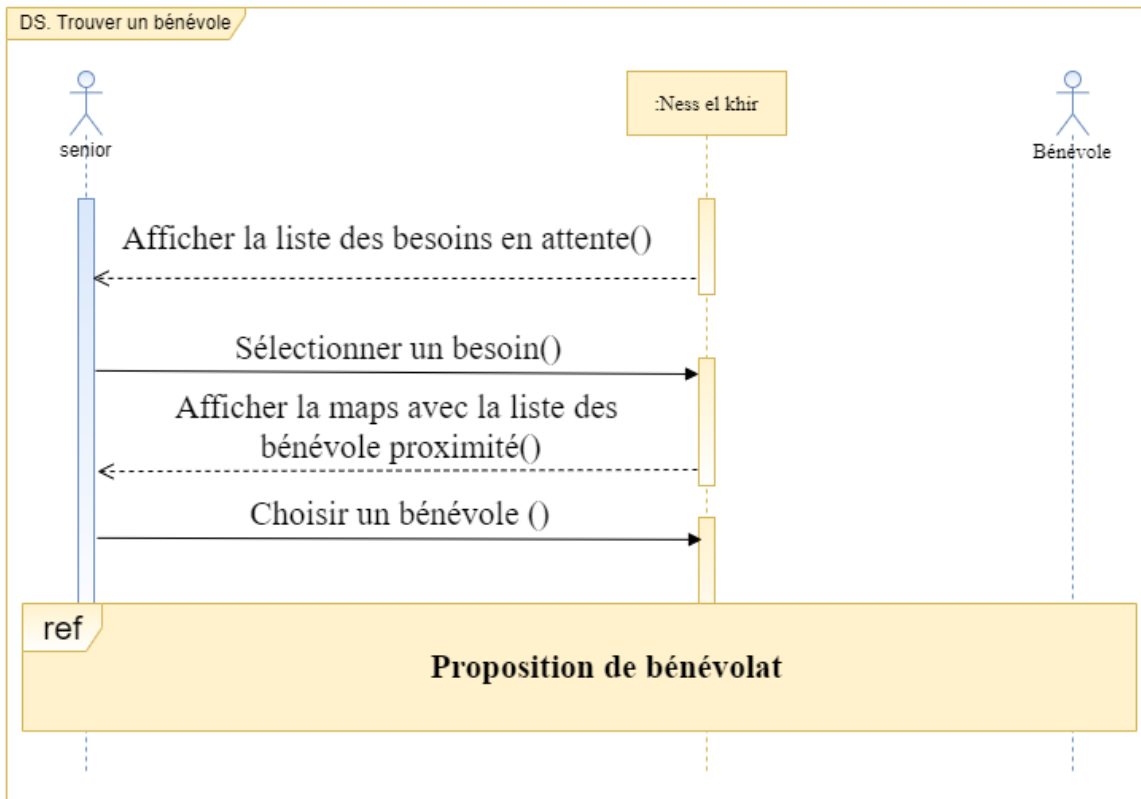 DS. Trouver un bénévole
senior
:Ness el khir
Bénévole
Afficher la liste des besoins en attente()
Sélectionner un besoin()
Afficher la maps avec la liste des
bénévole proximité()
Choisir un bénévole ()
ref
Proposition de bénévolat